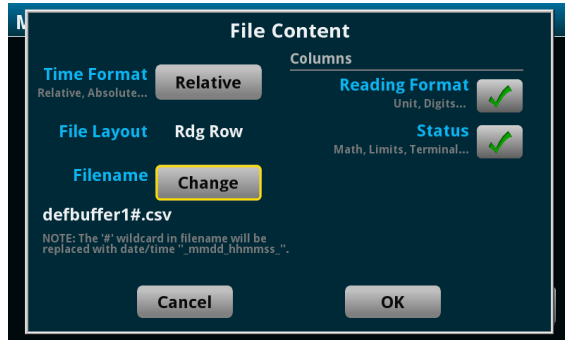 M
File Content
Columns
Time Format
Relative, Absolute...
Relative
Reading Format
Unit, Digits...
File Layout
Rdg Row
Status
Math, Limits, Terminal...
Filename
Change
defbuffer1#.csv
NOTE: The '#' wildcard in filename will be
replaced with date/time "_mmdd_hhmmss_".
Cancel
OK